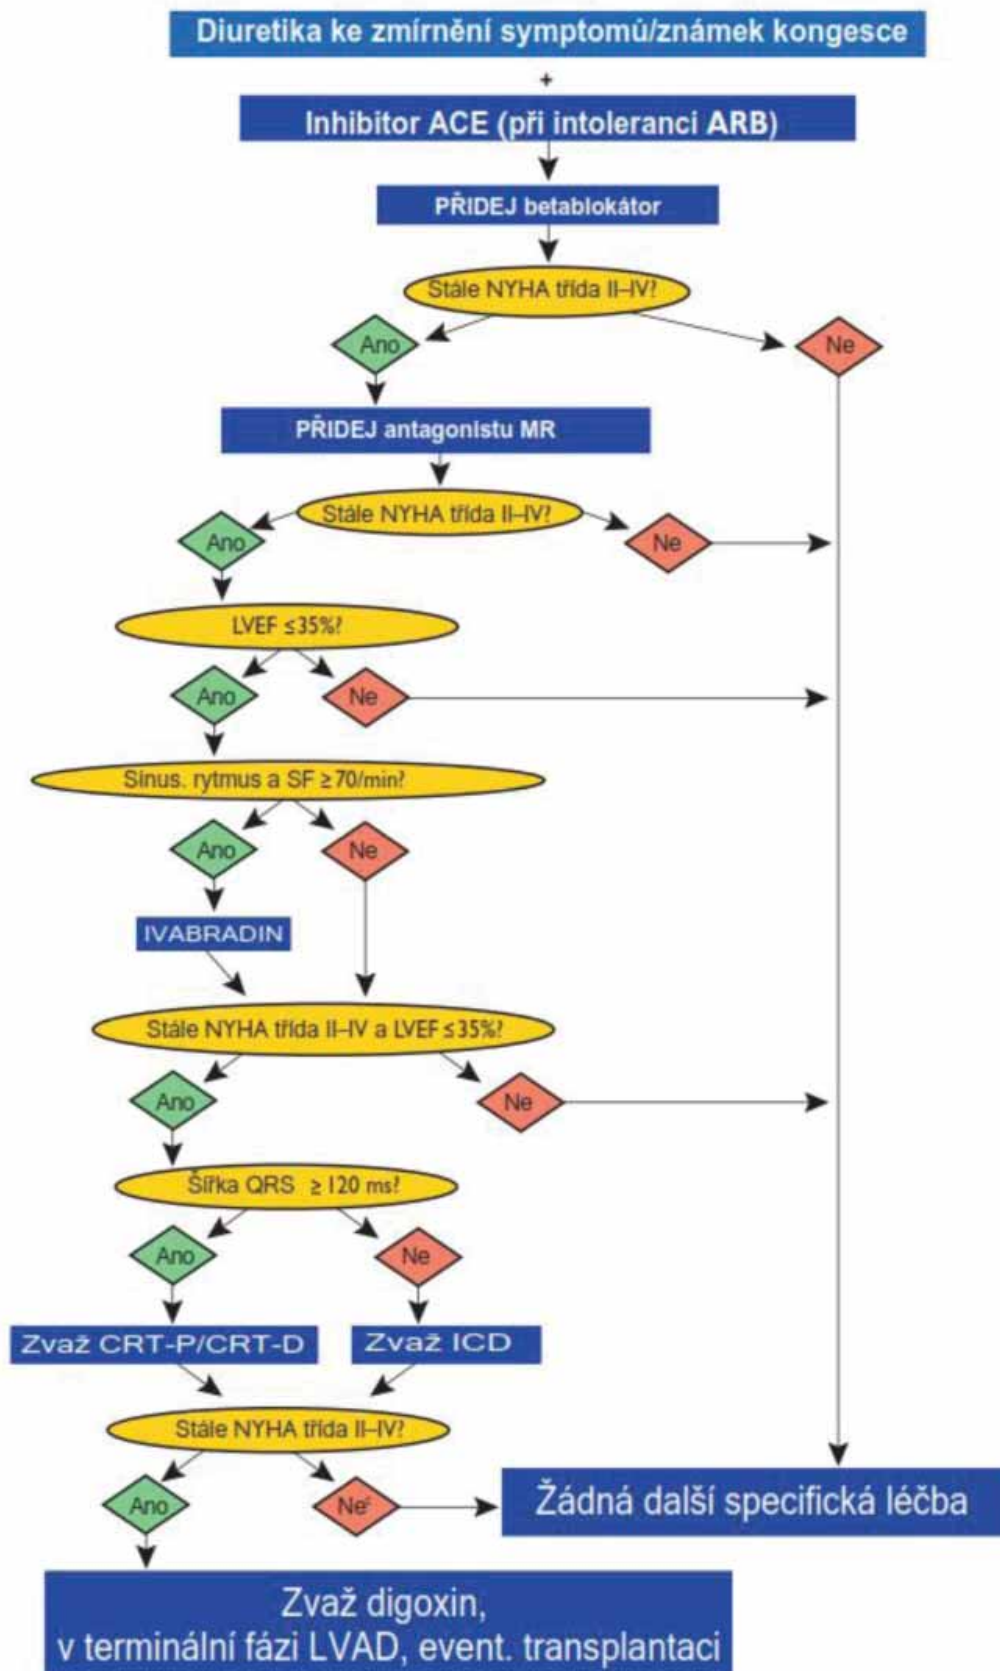 Diuretika ke zmírnění symptomů/známek kongesce
+
Inhibitor ACE (při intoleranci ARB)
PŘIDEJ betablokátor
Stále NYHA třída II–IV?
Ano
Ne
PŘIDEJ antagonistu MR
Stále NYHA třída II–IV?
Ano
Ne
LVEF ≤35%?
Ano
Ne
Sinus. rytmus a SF ≥70/min?
Ano
Ne
IVABRADIN
Stále NYHA třída II–IV a LVEF ≤35%?
Ano
Ne
Šířka QRS ≥120 ms?
Ano
Ne
Zvaž CRT-P/CRT-D
Zvaž ICD
Stále NYHA třída II–IV?
Ano
Neᶜ
Žádná další specifická léčba
Zvaž digoxin,
v terminální fázi LVAD, event. transplantaci